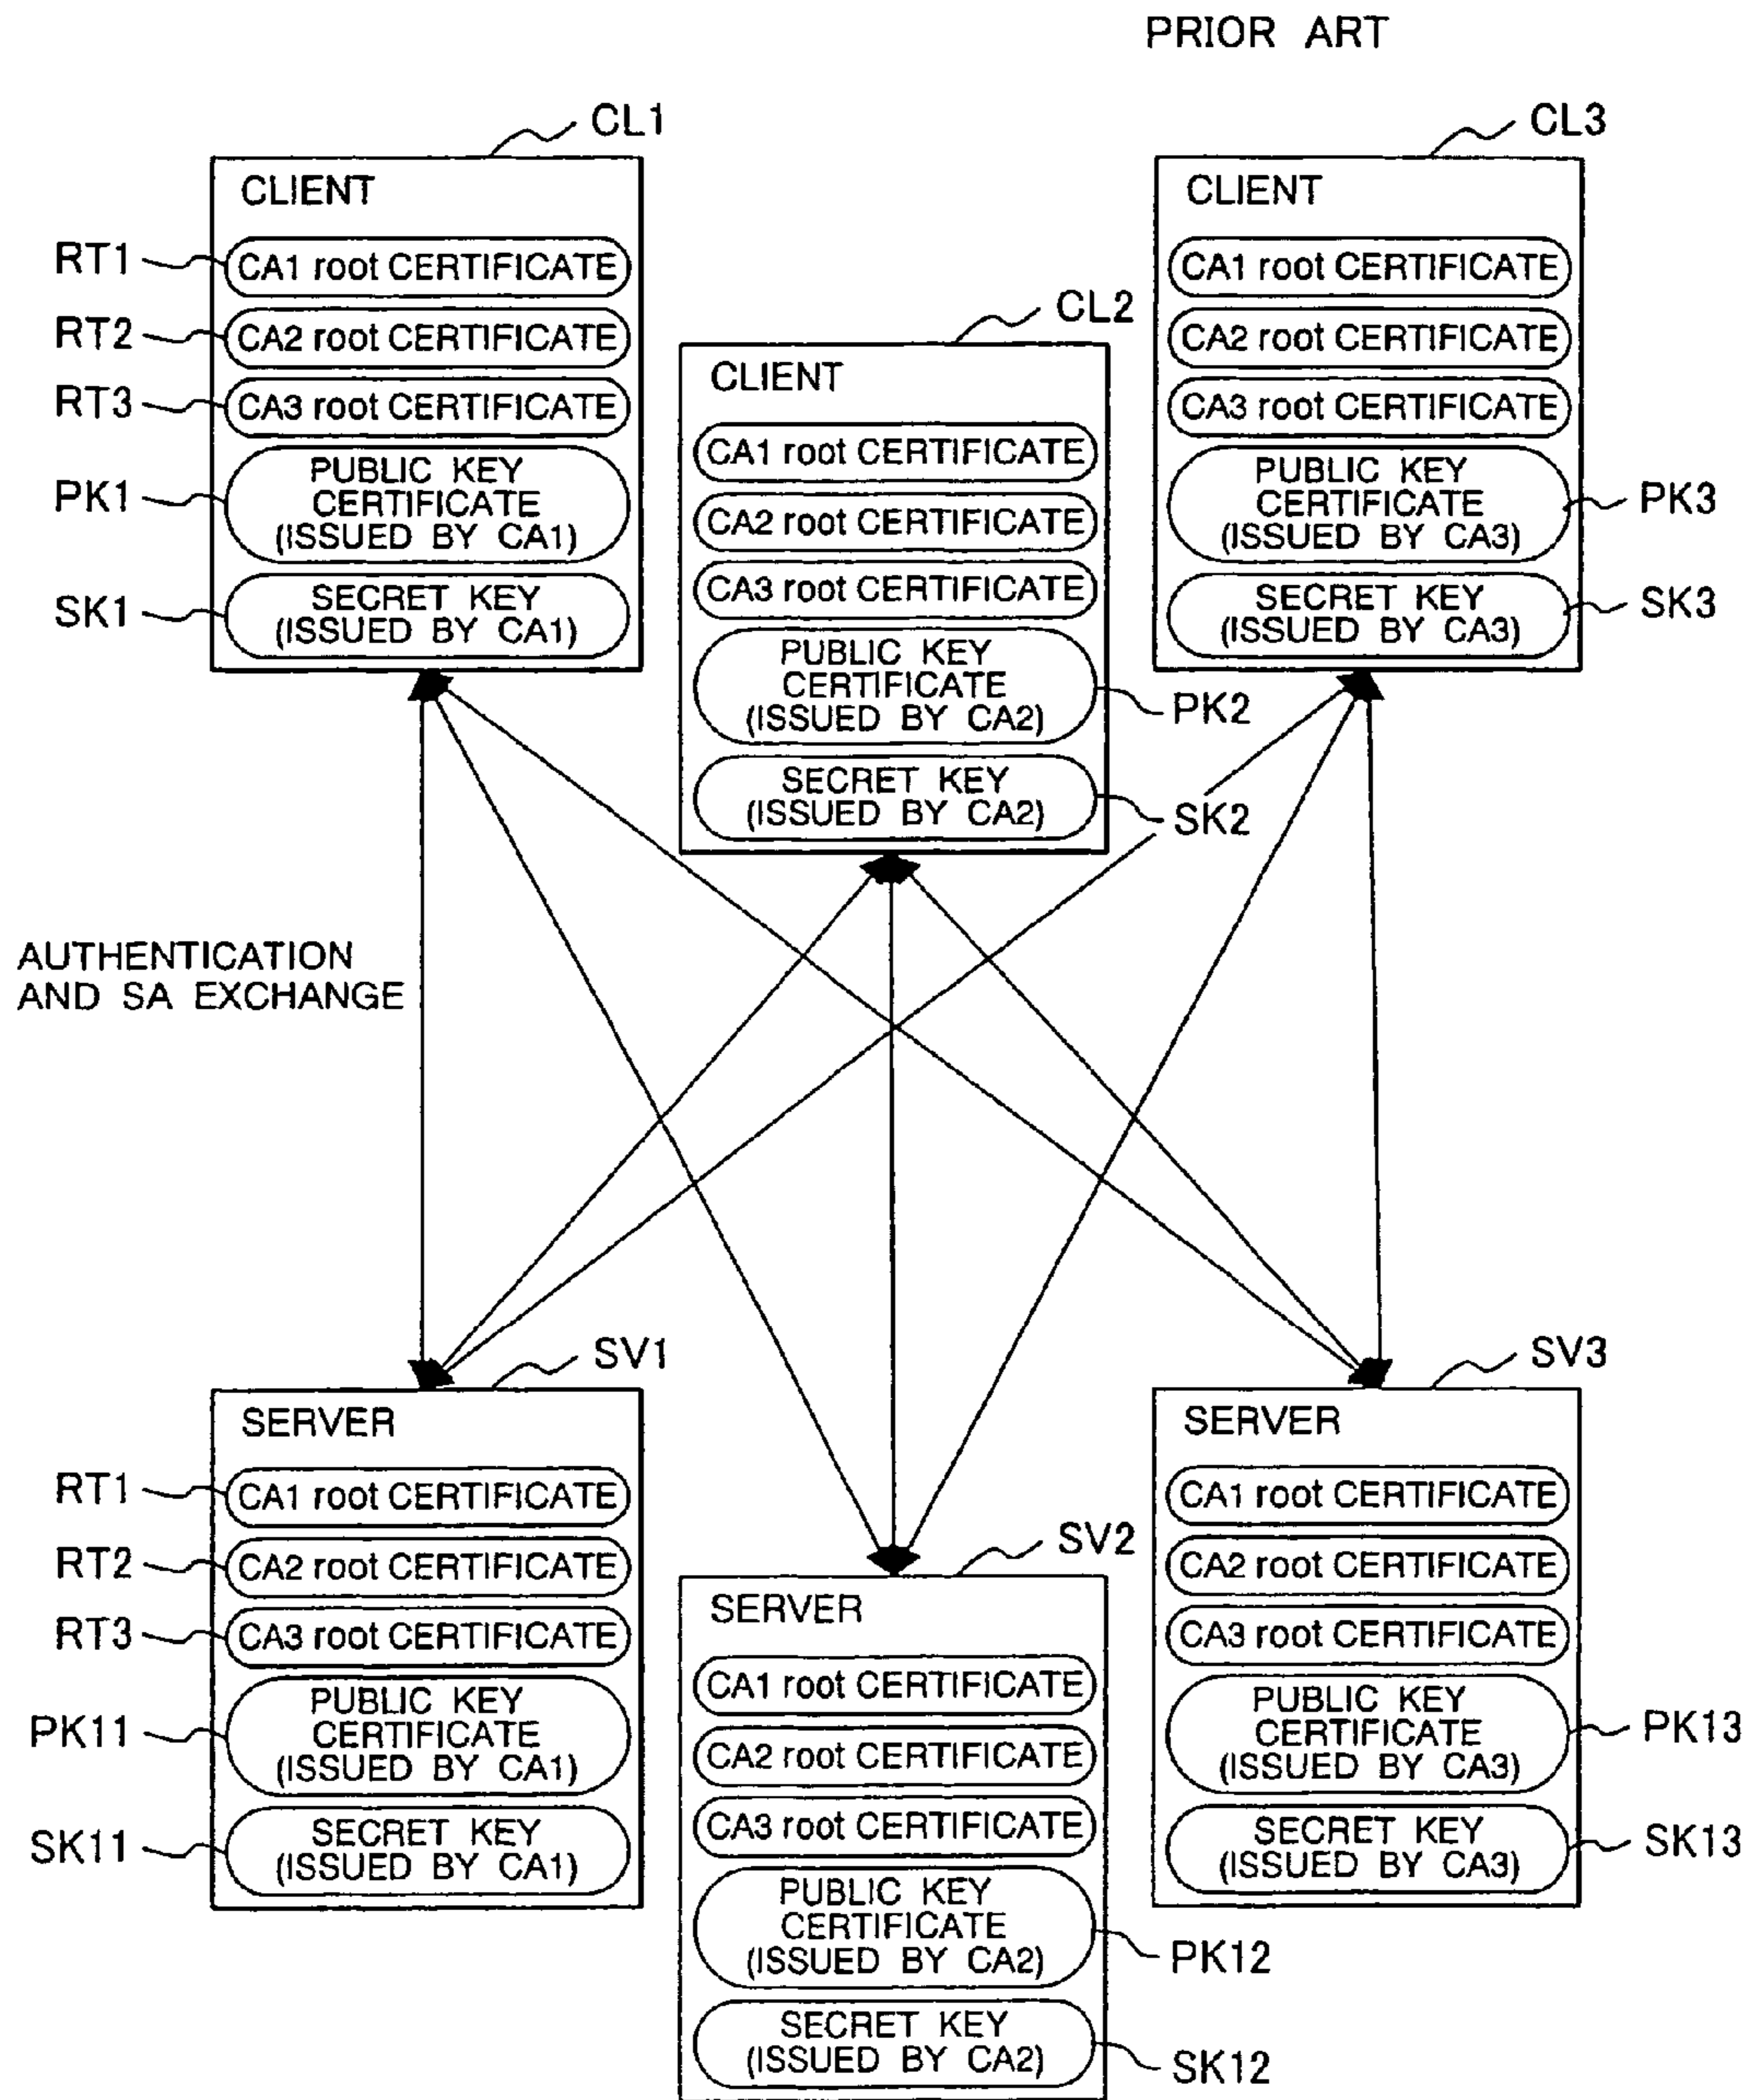 PRIOR ART
CL1
CLIENT
RT1
CA1 root CERTIFICATE
RT2
CA2 root CERTIFICATE
RT3
CA3 root CERTIFICATE
PK1
PUBLIC KEY
CERTIFICATE
(ISSUED BY CA1)
SK1
SECRET KEY
(ISSUED BY CA1)
CL2
CLIENT
CA1 root CERTIFICATE
CA2 root CERTIFICATE
CA3 root CERTIFICATE
PUBLIC KEY
CERTIFICATE
(ISSUED BY CA2)
PK2
SECRET KEY
(ISSUED BY CA2)
SK2
CL3
CLIENT
CA1 root CERTIFICATE
CA2 root CERTIFICATE
CA3 root CERTIFICATE
PUBLIC KEY
CERTIFICATE
(ISSUED BY CA3)
PK3
SECRET KEY
(ISSUED BY CA3)
SK3
AUTHENTICATION
AND SA EXCHANGE
SV1
SERVER
RT1
CA1 root CERTIFICATE
RT2
CA2 root CERTIFICATE
RT3
CA3 root CERTIFICATE
PK11
PUBLIC KEY
CERTIFICATE
(ISSUED BY CA1)
SK11
SECRET KEY
(ISSUED BY CA1)
SV2
SERVER
CA1 root CERTIFICATE
CA2 root CERTIFICATE
CA3 root CERTIFICATE
PUBLIC KEY
CERTIFICATE
(ISSUED BY CA2)
PK12
SECRET KEY
(ISSUED BY CA2)
SK12
SV3
SERVER
CA1 root CERTIFICATE
CA2 root CERTIFICATE
CA3 root CERTIFICATE
PUBLIC KEY
CERTIFICATE
(ISSUED BY CA3)
PK13
SECRET KEY
(ISSUED BY CA3)
SK13